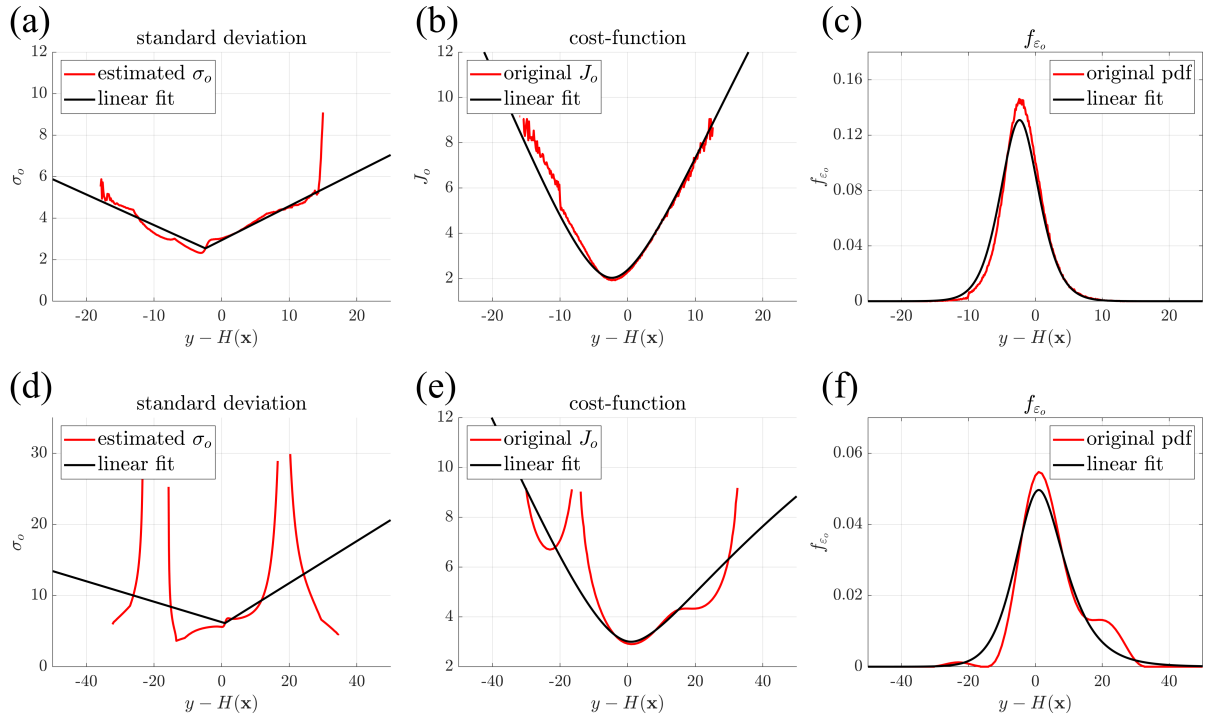 (a)
standard deviation
estimated σₒ
linear fit
12
10
8
6
4
2
0
σₒ
-20
-10
0
10
20
y − H(x)
(b)
cost-function
original Jₒ
linear fit
12
10
8
6
4
2
Jₒ
-20
-10
0
10
20
y − H(x)
(c)
f_εₒ
original pdf
linear fit
0.16
0.12
0.08
0.04
0
f_εₒ
-20
-10
0
10
20
y − H(x)
(d)
standard deviation
estimated σₒ
linear fit
30
20
10
0
σₒ
-40
-20
0
20
40
y − H(x)
(e)
cost-function
original Jₒ
linear fit
12
10
8
6
4
2
Jₒ
-40
-20
0
20
40
y − H(x)
(f)
f_εₒ
original pdf
linear fit
0.06
0.04
0.02
0
f_εₒ
-40
-20
0
20
40
y − H(x)